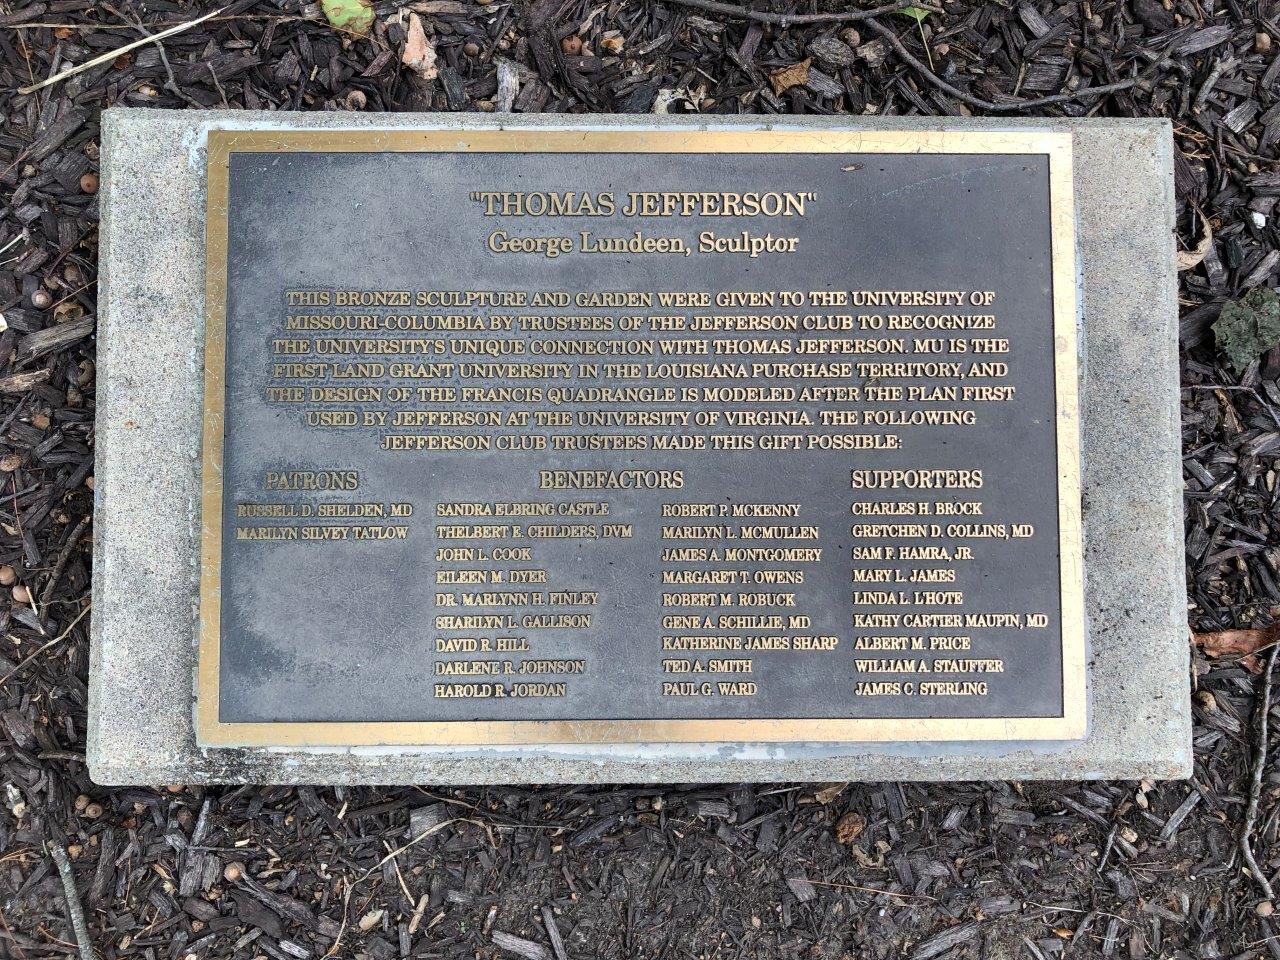 "THOMAS JEFFERSON"
George Lundeen, Sculptor
THIS BRONZE SCULPTURE AND GARDEN WERE GIVEN TO THE UNIVERSITY OF
MISSOURI-COLUMBIA BY TRUSTEES OF THE JEFFERSON CLUB TO RECOGNIZE
THE UNIVERSITY'S UNIQUE CONNECTION WITH THOMAS JEFFERSON. MU IS THE
FIRST LAND GRANT UNIVERSITY IN THE LOUISIANA PURCHASE TERRITORY, AND
THE DESIGN OF THE FRANCIS QUADRANGLE IS MODELED AFTER THE PLAN FIRST
USED BY JEFFERSON AT THE UNIVERSITY OF VIRGINIA. THE FOLLOWING
JEFFERSON CLUB TRUSTEES MADE THIS GIFT POSSIBLE:
PATRONS
RUSSELL D. SHELDEN, MD
MARILYN SILVEY TATLOW
BENEFACTORS
SANDRA ELBRING CASTLE
THELBERT E. CHILDERS, DVM
JOHN L. COOK
EILEEN M. DYER
DR. MARLYNN H. FINLEY
SHARILYN L. GALLISON
DAVID R. HILL
DARLENE R. JOHNSON
HAROLD R. JORDAN
ROBERT P. MCKENNY
MARILYN L. MCMULLEN
JAMES A. MONTGOMERY
MARGARET T. OWENS
ROBERT M. ROBUCK
GENE A. SCHILLIE, MD
KATHERINE JAMES SHARP
TED A. SMITH
PAUL G. WARD
SUPPORTERS
CHARLES H. BROCK
GRETCHEN D. COLLINS, MD
SAM F. HAMRA, JR.
MARY L. JAMES
LINDA L. L'HOTE
KATHY CARTIER MAUPIN, MD
ALBERT M. PRICE
WILLIAM A. STAUFFER
JAMES C. STERLING